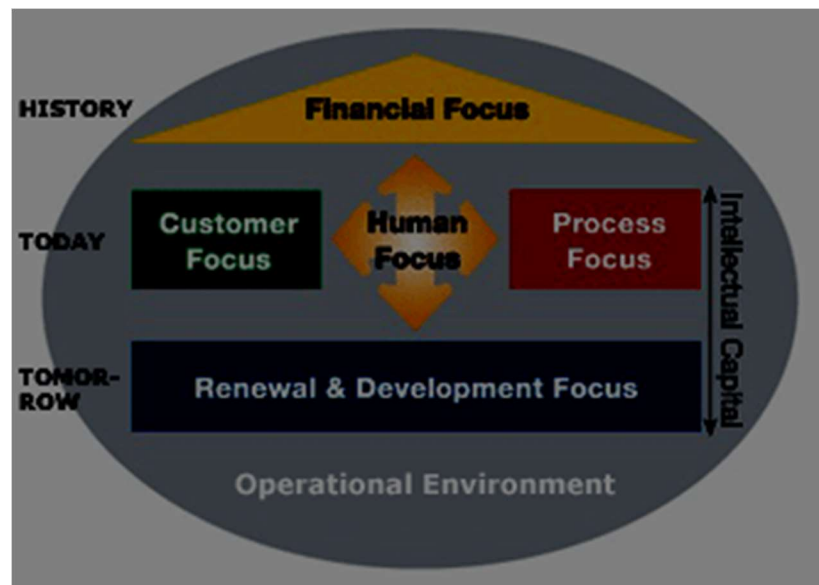 HISTORY
Financial Focus
TODAY
Customer
Focus
Human
Focus
Process
Focus
Intellectual Capital
TOMOR-
ROW
Renewal & Development Focus
Operational Environment